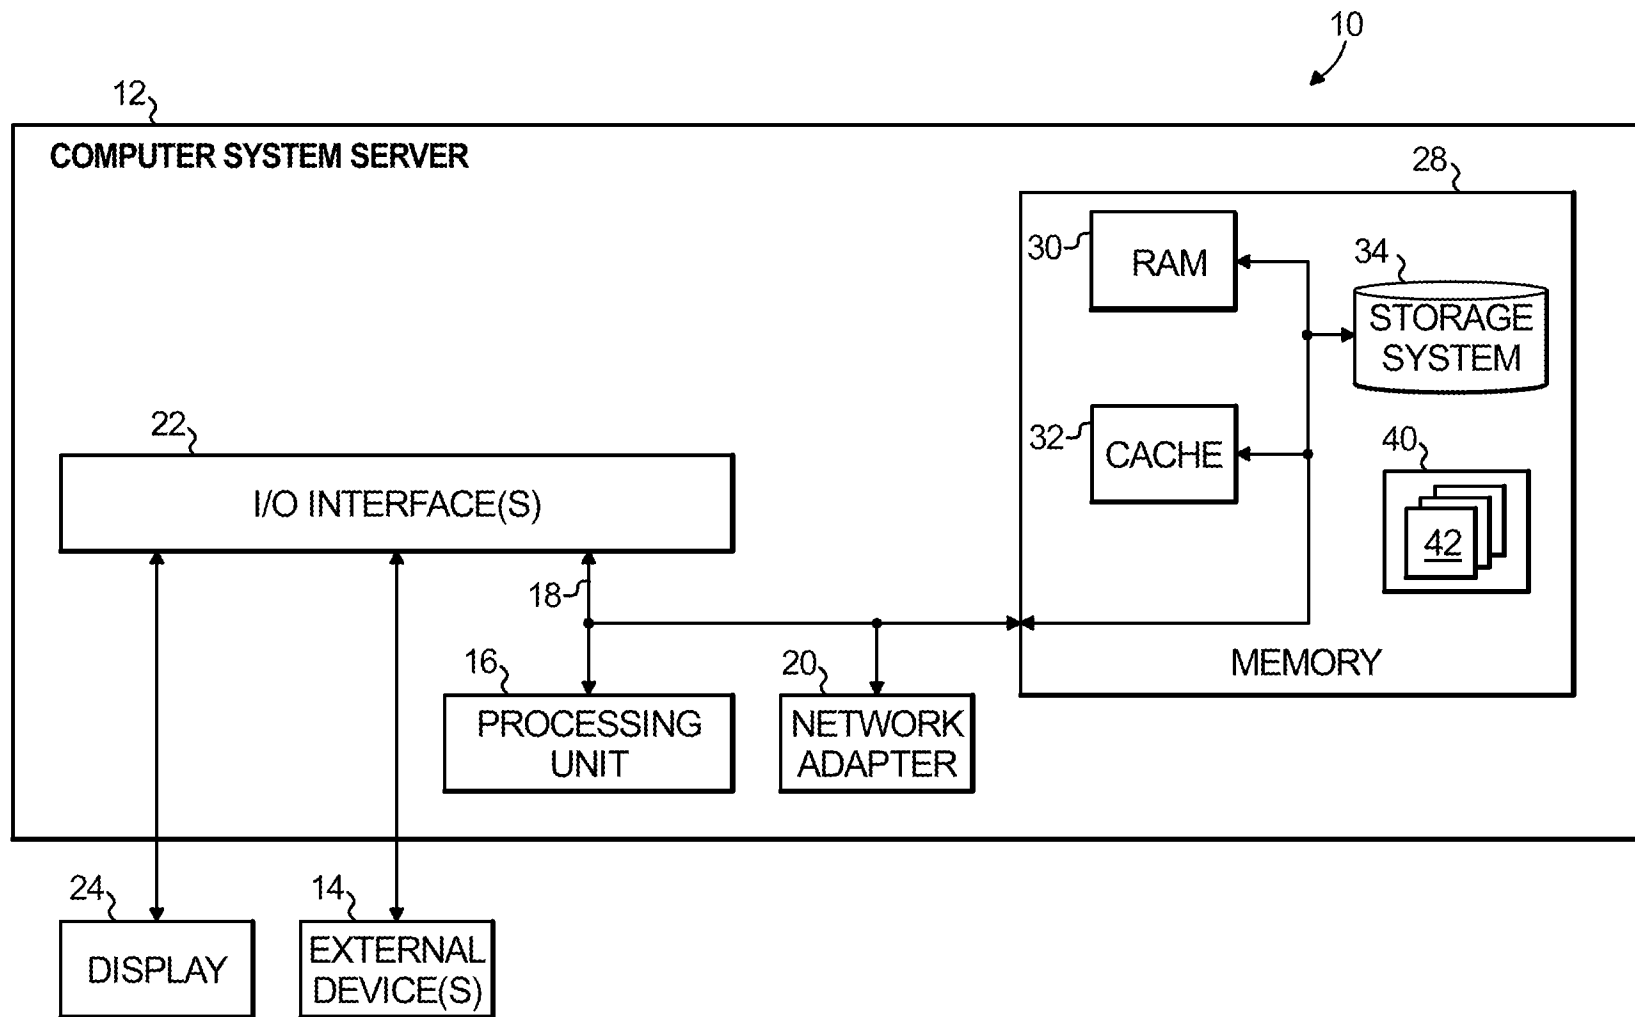 10
12
COMPUTER SYSTEM SERVER
28
30
RAM
34
STORAGE
SYSTEM
22
32
CACHE
40
I/O INTERFACE(S)
42
18
16
20
MEMORY
PROCESSING
UNIT
NETWORK
ADAPTER
24
14
DISPLAY
EXTERNAL
DEVICE(S)